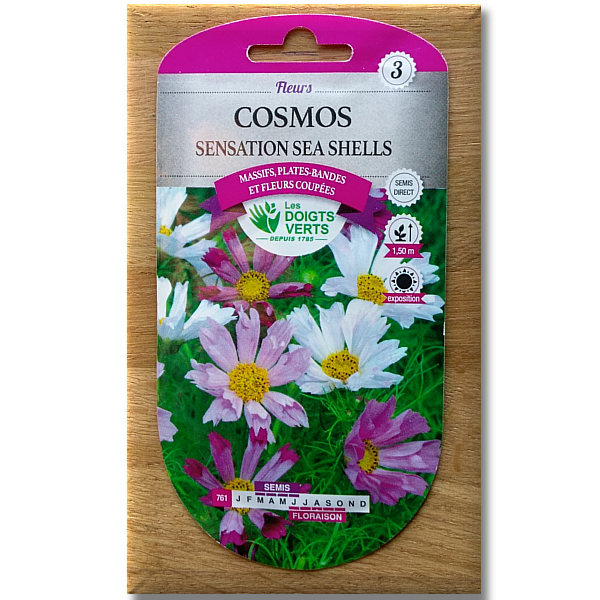 3
Fleurs
COSMOS
SENSATION SEA SHELLS
MASSIFS, PLATES-BANDES
ET FLEURS COUPÉES
SEMIS
DIRECT
Les
DOIGTS
VERTS
DEPUIS 1785
1,50 m
exposition
SEMIS
761 J F M A M J J A S O N D
FLORAISON